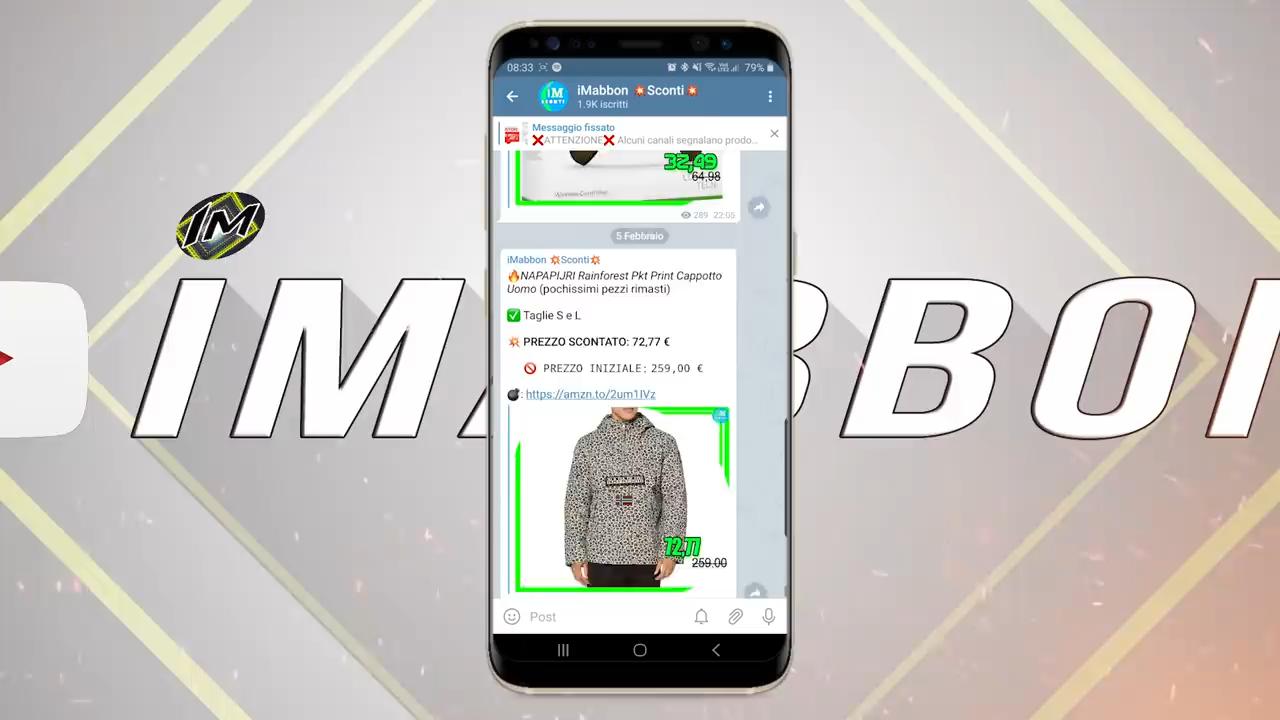 08:33
79%
iMabbon 💥Sconti💥
1.9K iscritti
Messaggio fissato
❌ATTENZIONE❌ Alcuni canali segnalano prodo...
32,49
64.98
289 22:05
5 Febbraio
iMabbon 💥Sconti💥
🔥NAPAPIJRI Rainforest Pkt Print Cappotto
Uomo (pochissimi pezzi rimasti)
✅ Taglie S e L
💥 PREZZO SCONTATO: 72,77 €
🚫 PREZZO INIZIALE: 259,00 €
💣: https://amzn.to/2um1IVz
72,77
259.00
Post
iM